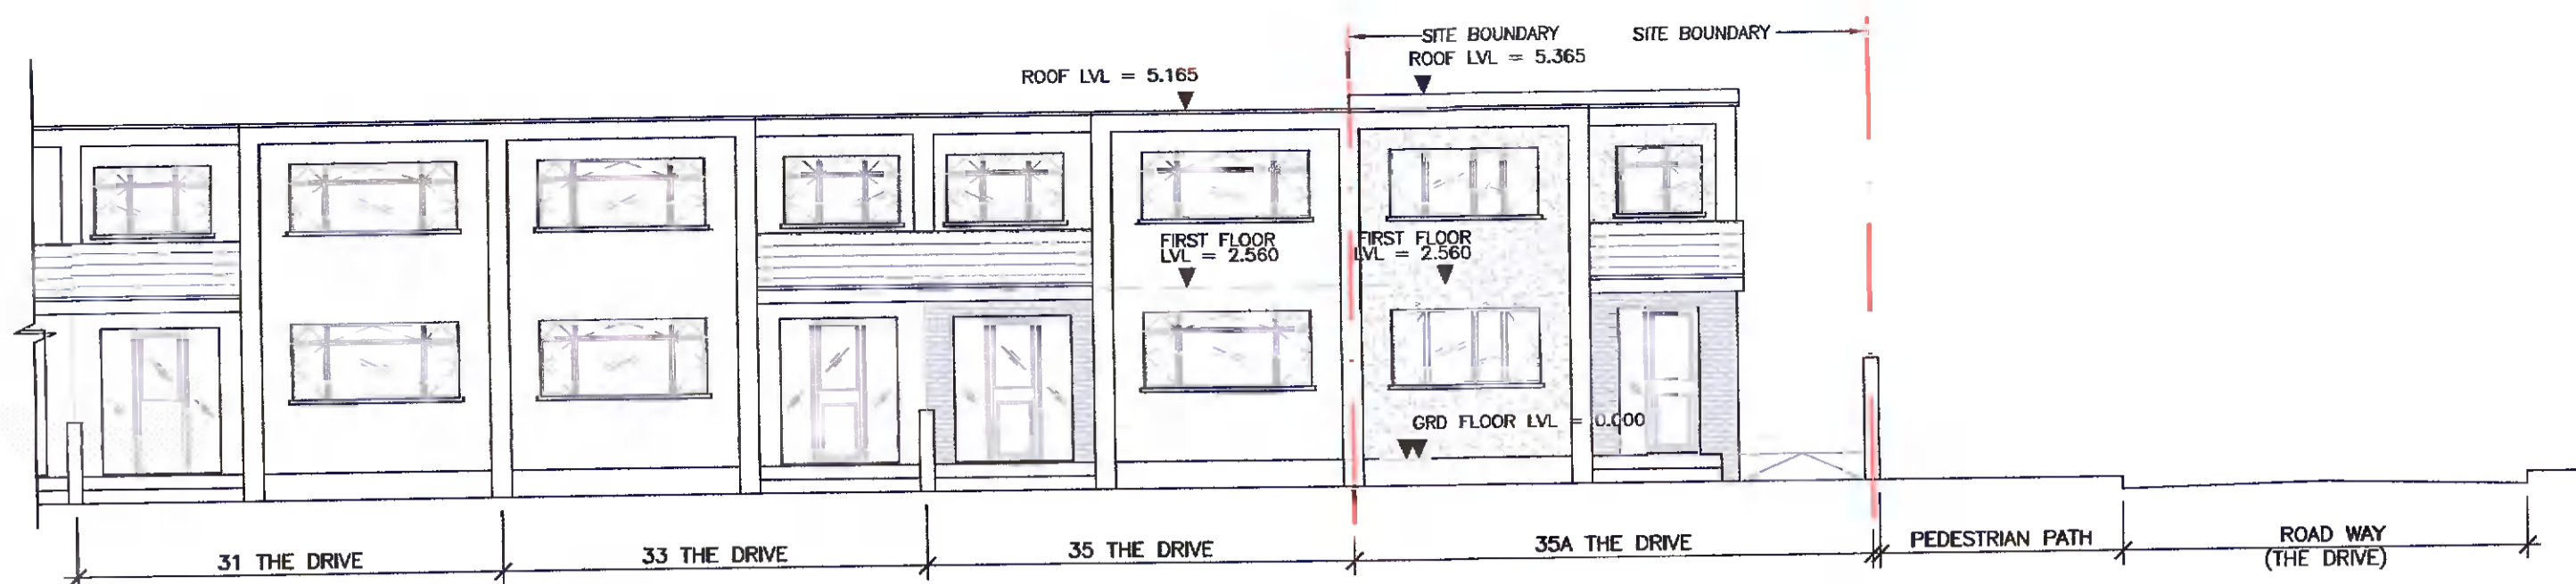 SITE BOUNDARY
SITE BOUNDARY
ROOF LVL = 5.365
ROOF LVL = 5.165
FIRST FLOOR
LVL = 2.560
FIRST FLOOR
LVL = 2.560
GRD FLOOR LVL = 0.000
31 THE DRIVE
33 THE DRIVE
35 THE DRIVE
35A THE DRIVE
PEDESTRIAN PATH
ROAD WAY
(THE DRIVE)